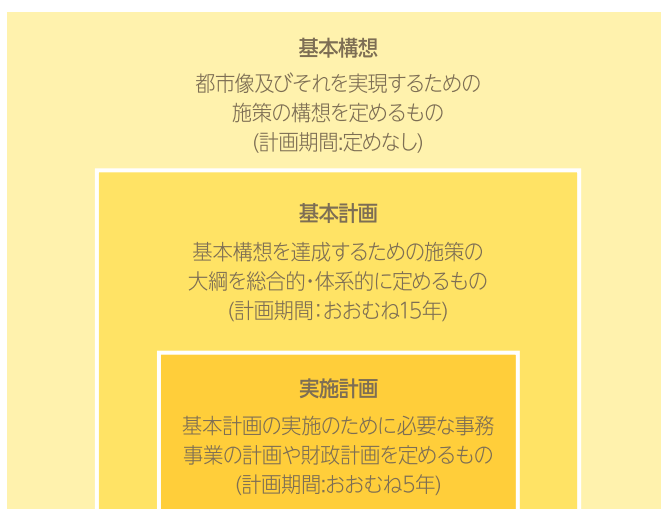 基本構想
都市像及びそれを実現するための
施策の構想を定めるもの
(計画期間:定めなし)
基本計画
基本構想を達成するための施策の
大綱を総合的・体系的に定めるもの
(計画期間：おおむね15年)
実施計画
基本計画の実施のために必要な事務
事業の計画や財政計画を定めるもの
(計画期間:おおむね5年)